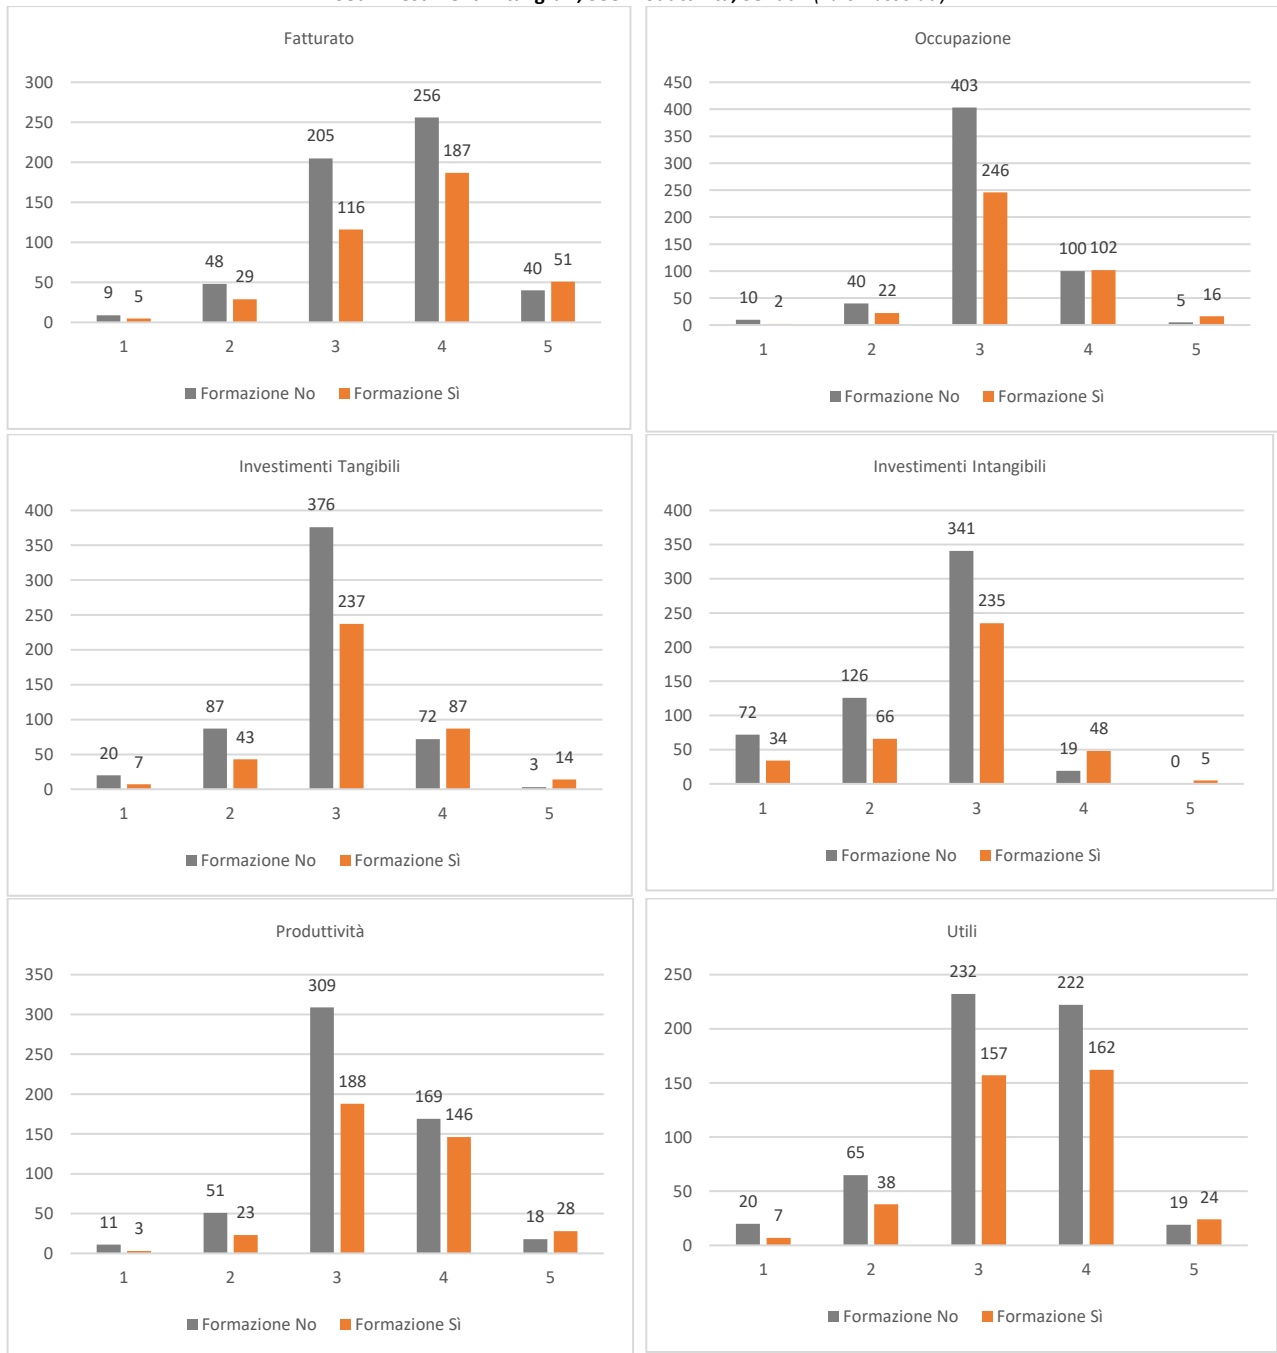 Fatturato
300
250
200
150
100
50
0
9 5 48 29 205 116 256 187 40 51
1 2 3 4 5
Formazione No Formazione Sì
Occupazione
450
400
350
300
250
200
150
100
50
0
10 2 40 22 403 246 100 102 5 16
1 2 3 4 5
Formazione No Formazione Sì
Investimenti Tangibili
400
350
300
250
200
150
100
50
0
20 7 87 43 376 237 72 87 3 14
1 2 3 4 5
Formazione No Formazione Sì
Investimenti Intangibili
400
350
300
250
200
150
100
50
0
72 34 126 66 341 235 19 48 0 5
1 2 3 4 5
Formazione No Formazione Sì
Produttività
350
300
250
200
150
100
50
0
11 3 51 23 309 188 169 146 18 28
1 2 3 4 5
Formazione No Formazione Sì
Utili
250
200
150
100
50
0
20 7 65 38 232 157 222 162 19 24
1 2 3 4 5
Formazione No Formazione Sì